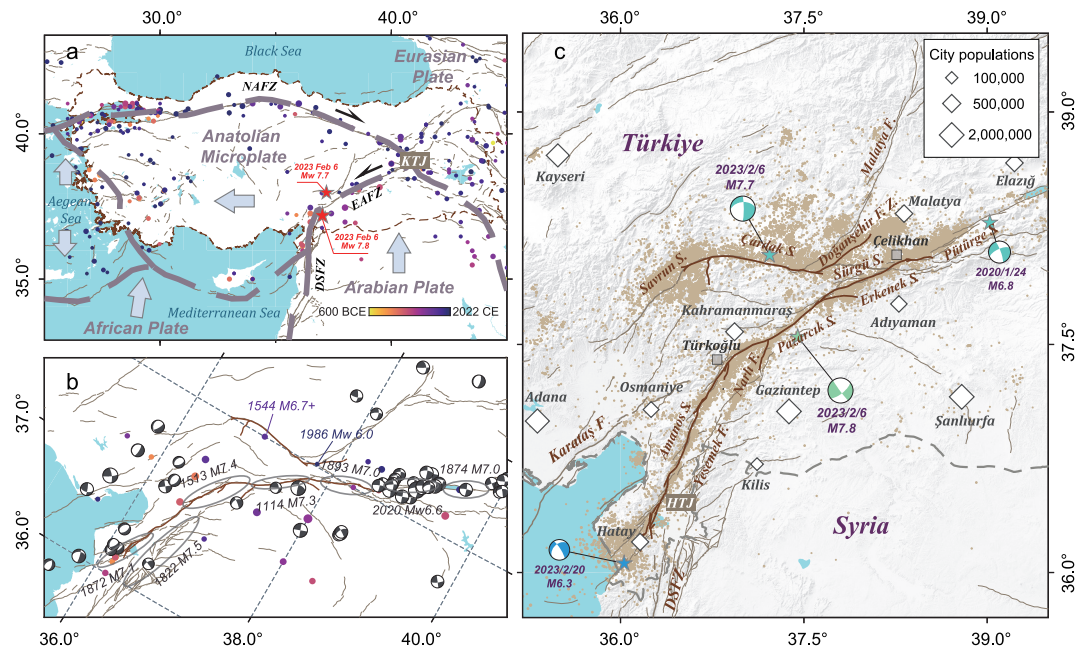 30.0°
40.0°
36.0°
37.5°
39.0°
a
Black Sea
Eurasian
Plate
NAFZ
40.0°
Anatolian
Microplate
KTJ
2023 Feb 6
Mw 7.7
EAFZ
Aegean
Sea
2023 Feb 6
Mw 7.8
35.0°
DSFZ
Arabian Plate
Mediterranean Sea
600 BCE
2022 CE
African Plate
b
37.0°
1544 M6.7+
1986 Mw 6.0
1893 M7.0
1874 M7.0
1513 M7.4
1114 M7.3
2020 Mw6.6
36.0°
1822 M7.5
1872 M7.1
36.0°
38.0°
40.0°
c
City populations
100,000
500,000
2,000,000
39.0°
Türkiye
Malatya F.
Kayseri
2023/2/6
M7.7
Elazığ
Malatya
Doğanşehir F. Z.
Çardak S.
Çelikhan
Pütürge S.
Savrun S.
Sürgü S.
2020/1/24
M6.8
Erkenek S.
Kahramanmaraş
Adıyaman
Pazarcık S.
37.5°
Türkoğlu
Narlı F.
Osmaniye
Gaziantep
Adana
2023/2/6
M7.8
Şanlıurfa
Karataş F
Amanos S.
Yesemek F.
Kilis
HTJ
Hatay
Syria
2023/2/20
M6.3
36.0°
DSFZ
36.0°
37.5°
39.0°